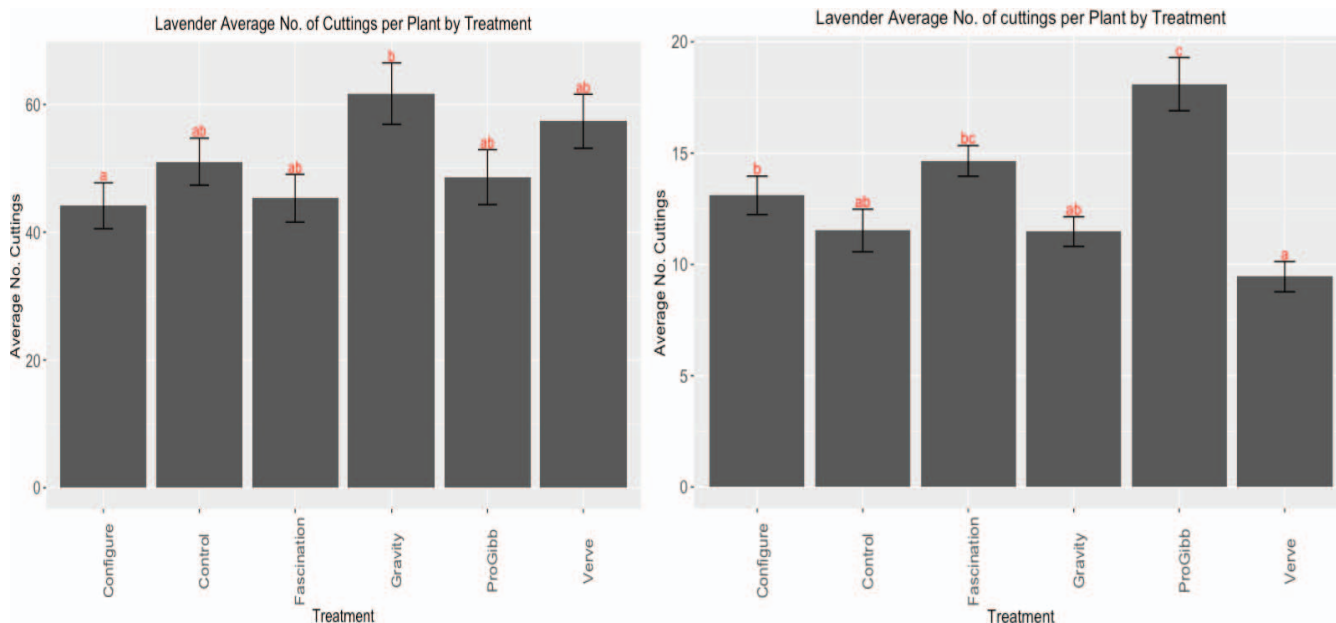 Lavender Average No. of Cuttings per Plant by Treatment
60
40
20
0
Average No. Cuttings
a
ab
ab
b
ab
ab
Configure
Control
Fascination
Gravity
ProGibb
Verve
Treatment
Lavender Average No. of cuttings per Plant by Treatment
20
15
10
5
0
Average No. Cuttings
b
ab
bc
ab
c
a
Configure
Control
Fascination
Gravity
ProGibb
Verve
Treatment